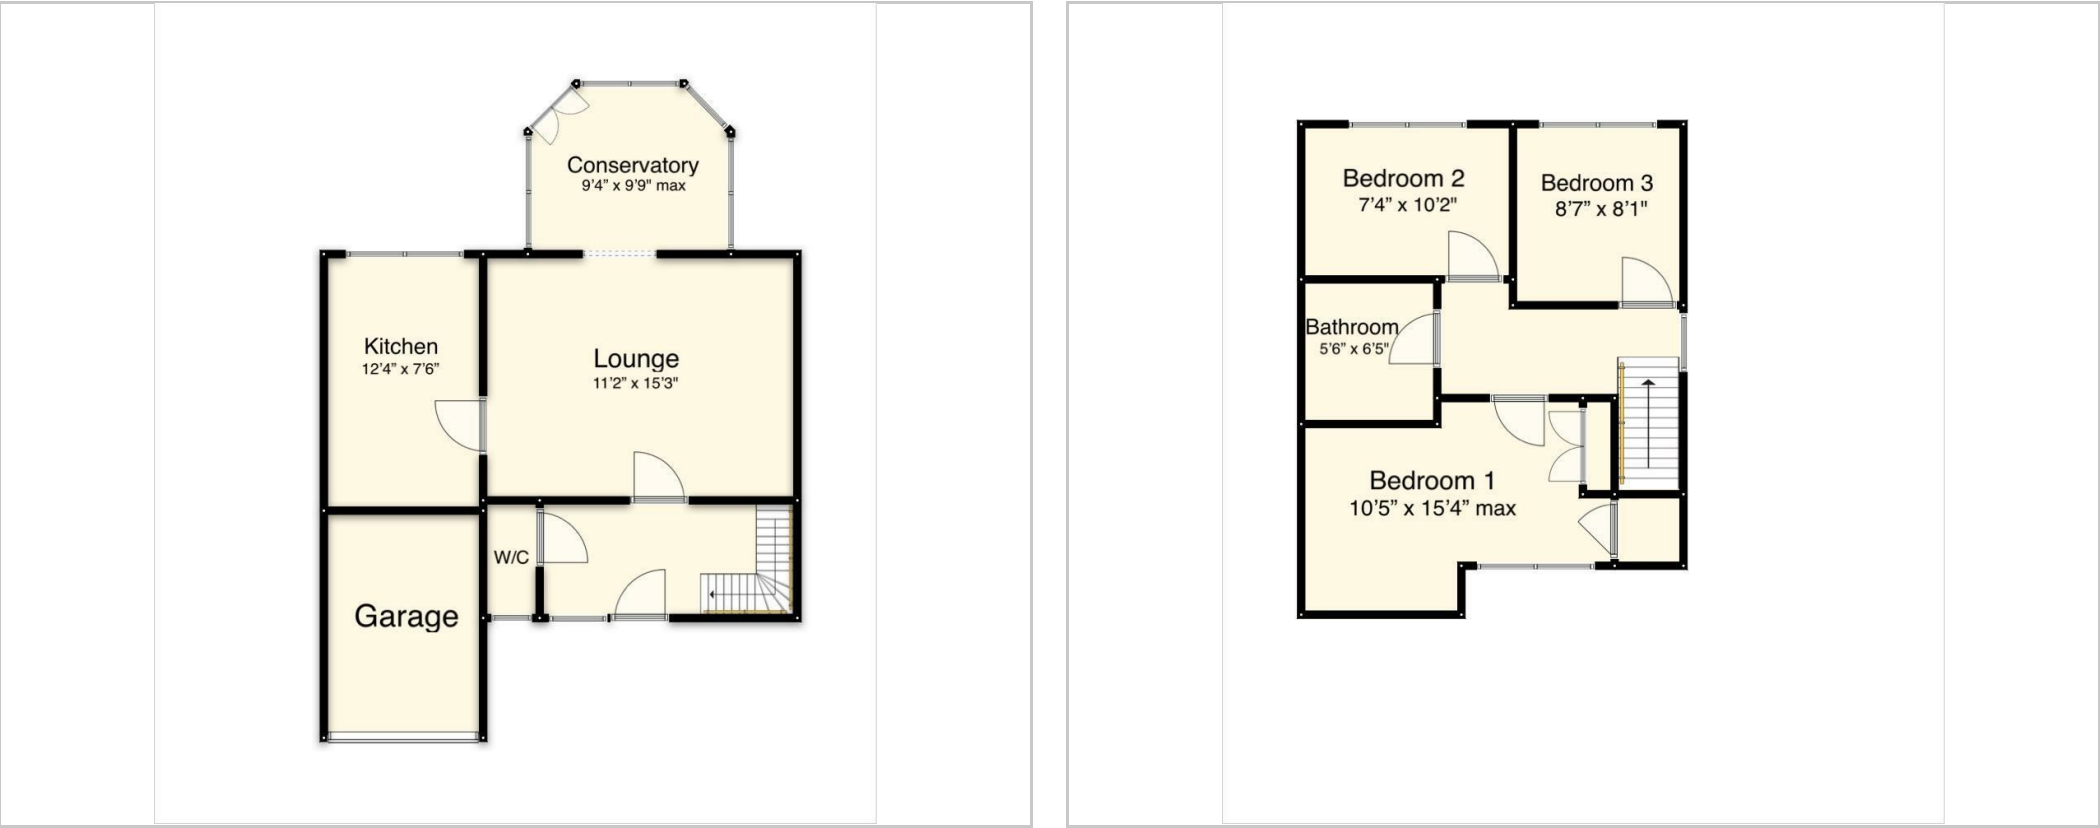 Conservatory
9’4” x 9’9" max
Kitchen
12’4” x 7’6”
Lounge
11’2” x 15’3"
W/C
Garage
Bedroom 2
7’4” x 10’2"
Bedroom 3
8’7” x 8’1"
Bathroom
5’6” x 6’5"
Bedroom 1
10’5” x 15’4” max